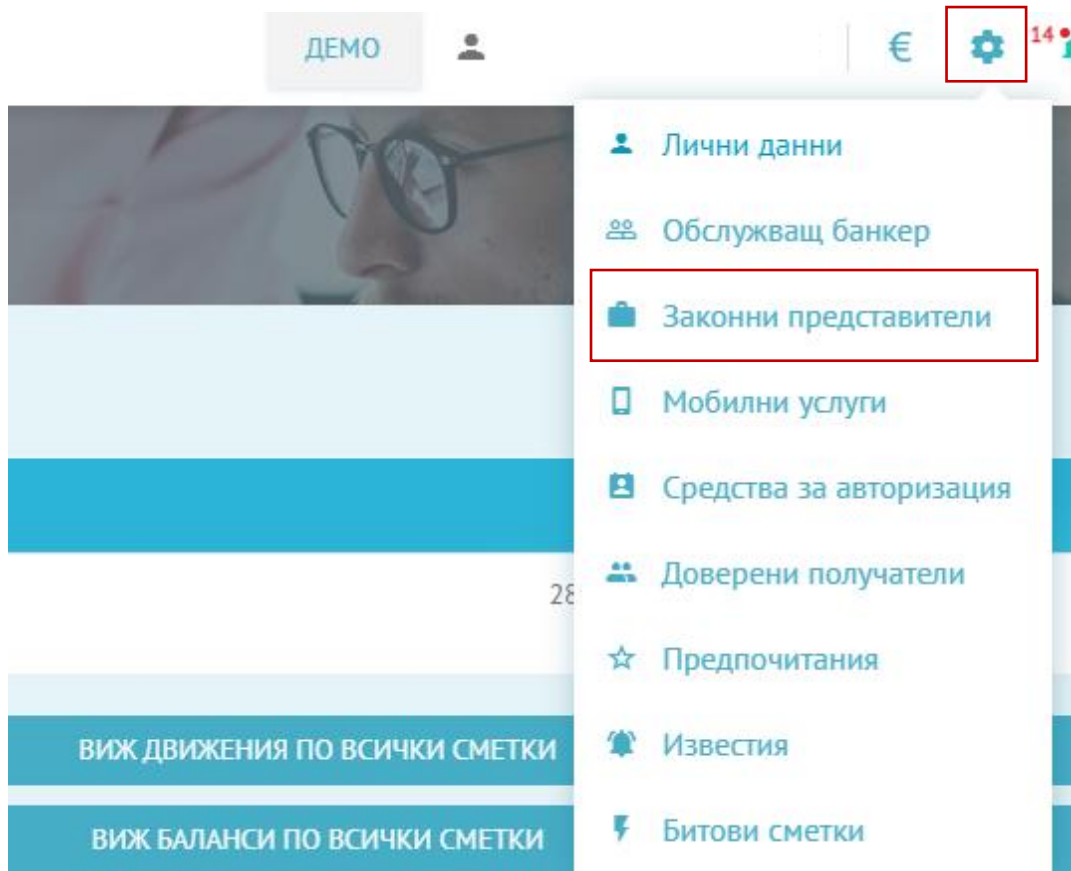 ДЕМО
€
14
Лични данни
Обслужващ банкер
Законни представители
Мобилни услуги
Средства за авторизация
Доверени получатели
28
Предпочитания
Известия
ВИЖ ДВИЖЕНИЯ ПО ВСИЧКИ СМЕТКИ
Битови сметки
ВИЖ БАЛАНСИ ПО ВСИЧКИ СМЕТКИ